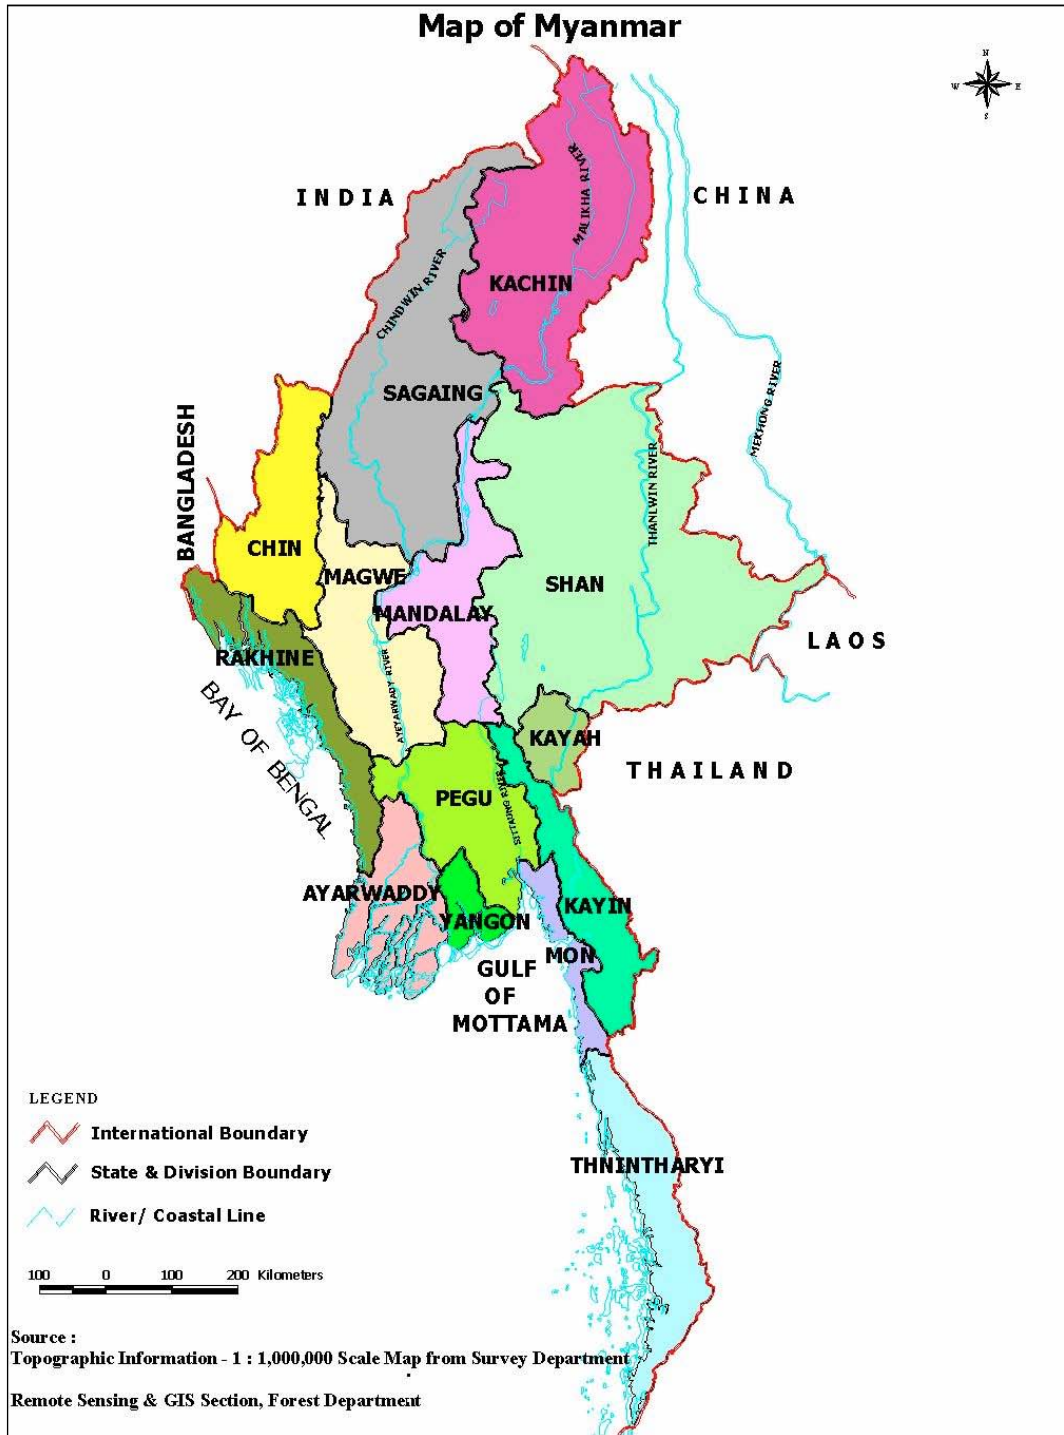 Map of Myanmar
N
W E
S
INDIA
CHINA
MALIKHA RIVER
KACHIN
CHINDWIN RIVER
SAGAING
MEKHONG RIVER
BANGLADESH
THANLWIN RIVER
CHIN
MAGWE
SHAN
MANDALAY
LAOS
RAKHINE
AYEYARWADY RIVER
BAY OF BENGAL
KAYAH
THAILAND
PEGU
SITTAUNG RIVER
AYARWADDY
KAYIN
YANGON
MON
GULF
OF
MOTTAMA
LEGEND
International Boundary
State & Division Boundary
River/ Coastal Line
THNINTHARYI
100 0 100 200 Kilometers
Source :
Topographic Information - 1 : 1,000,000 Scale Map from Survey Department
Remote Sensing & GIS Section, Forest Department